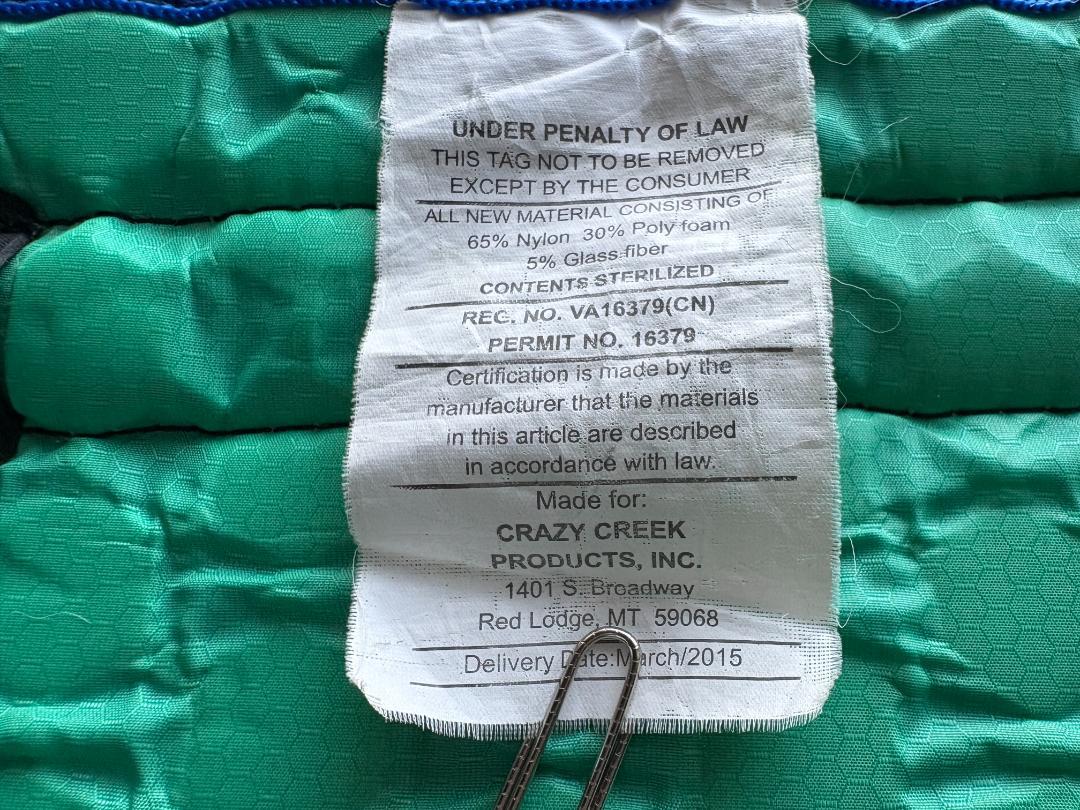 UNDER PENALTY OF LAW
THIS TAG NOT TO BE REMOVED
EXCEPT BY THE CONSUMER
ALL NEW MATERIAL CONSISTING OF
65% Nylon 30% Poly foam
5% Glass fiber
CONTENTS STERILIZED
REG. NO. VA16379(CN)
PERMIT NO. 16379
Certification is made by the
manufacturer that the materials
in this article are described
in accordance with law.
Made for:
CRAZY CREEK
PRODUCTS, INC.
1401 S. Broadway
Red Lodge, MT 59068
Delivery Date:March/2015